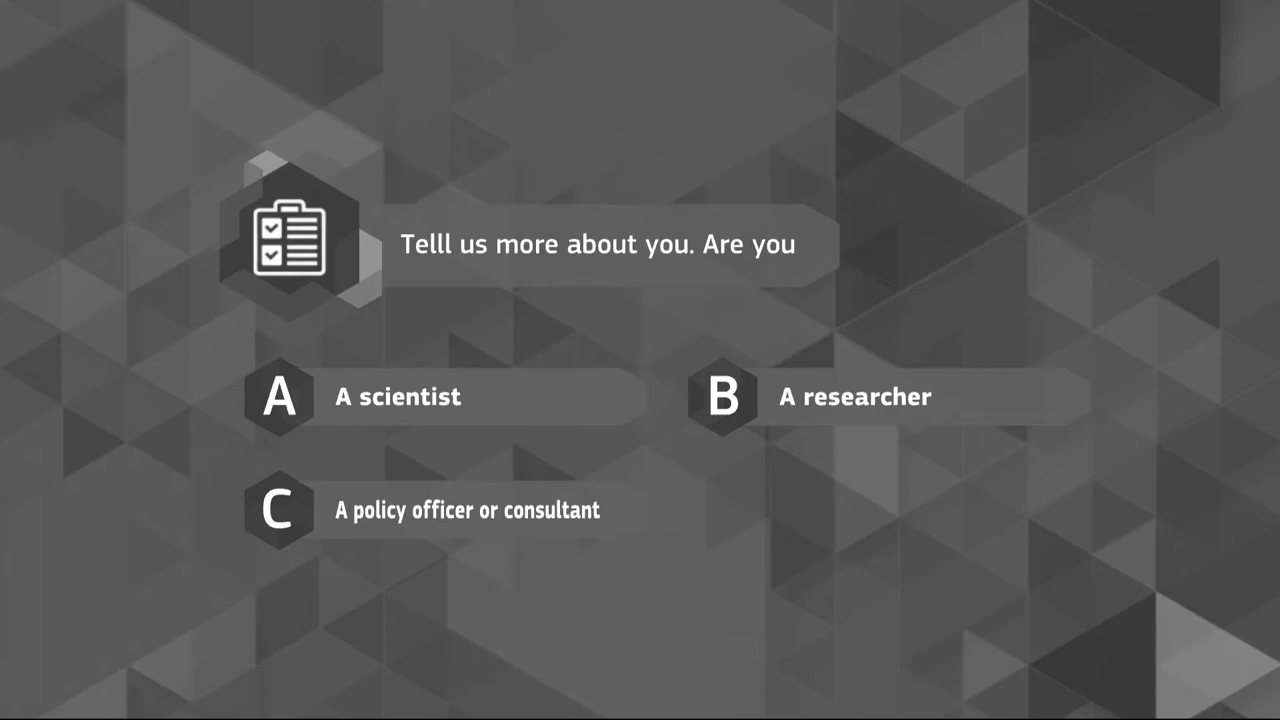 Telll us more about you. Are you
A A scientist
B A researcher
C A policy officer or consultant